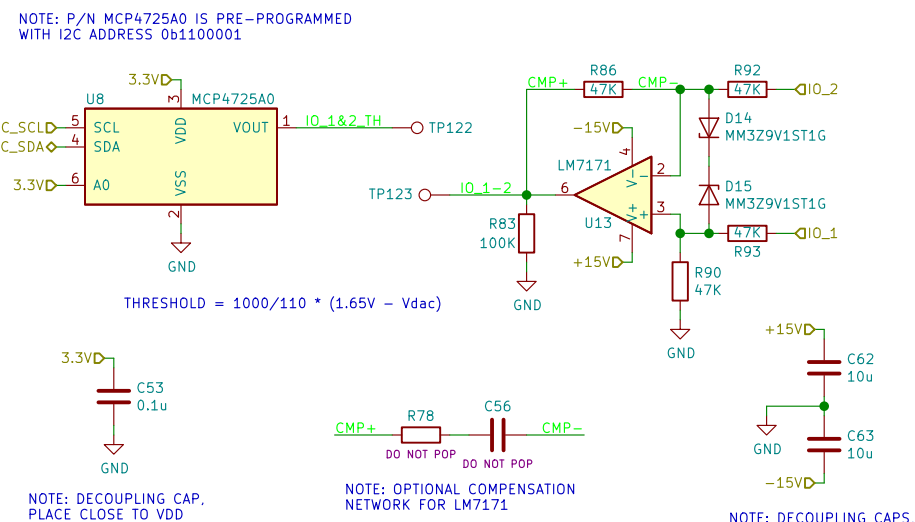 NOTE: P/N MCP4725A0 IS PRE-PROGRAMMED
WITH I2C ADDRESS 0b1100001
3.3V
U8
MCP4725A0
C_SCL
5
SCL
3
VDD
VOUT
1
IO_1&2_TH
TP122
C_SDA
4
SDA
3.3V
6
A0
VSS
2
GND
THRESHOLD = 1000/110 * (1.65V - Vdac)
CMP+
R86
47K
CMP-
R92
47K
IO_2
-15V
D14
MM3Z9V1ST1G
LM7171
4
V-
-
2
TP123
IO_1-2
6
D15
MM3Z9V1ST1G
R83
100K
U13
V+
+
3
7
+15V
47K
R93
IO_1
R90
47K
GND
GND
3.3V
C53
0.1u
GND
NOTE: DECOUPLING CAP,
PLACE CLOSE TO VDD
CMP+
R78
DO NOT POP
C56
DO NOT POP
CMP-
NOTE: OPTIONAL COMPENSATION
NETWORK FOR LM7171
+15V
C62
10u
GND
C63
10u
-15V
NOTE: DECOUPLING CAPS,